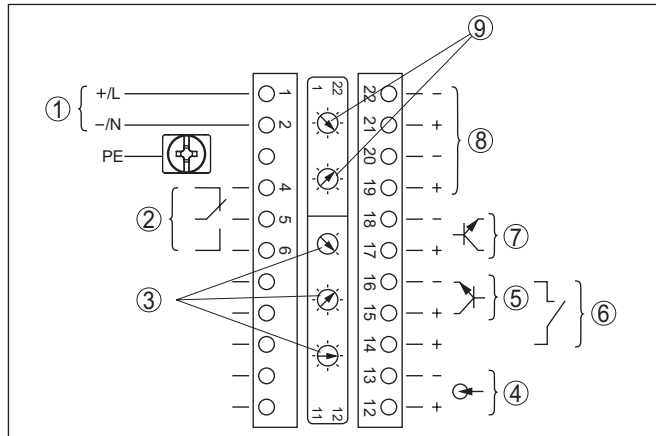 ⑨
① +/L 1 1 22 22 −
−/N 2 21 + ⑧
PE 20 −
4 19 +
② 5 18 − ⑦
6 17 +
③ 16 − ⑤ ⑥
15 +
14 +
13 − ④
11 12 12 +